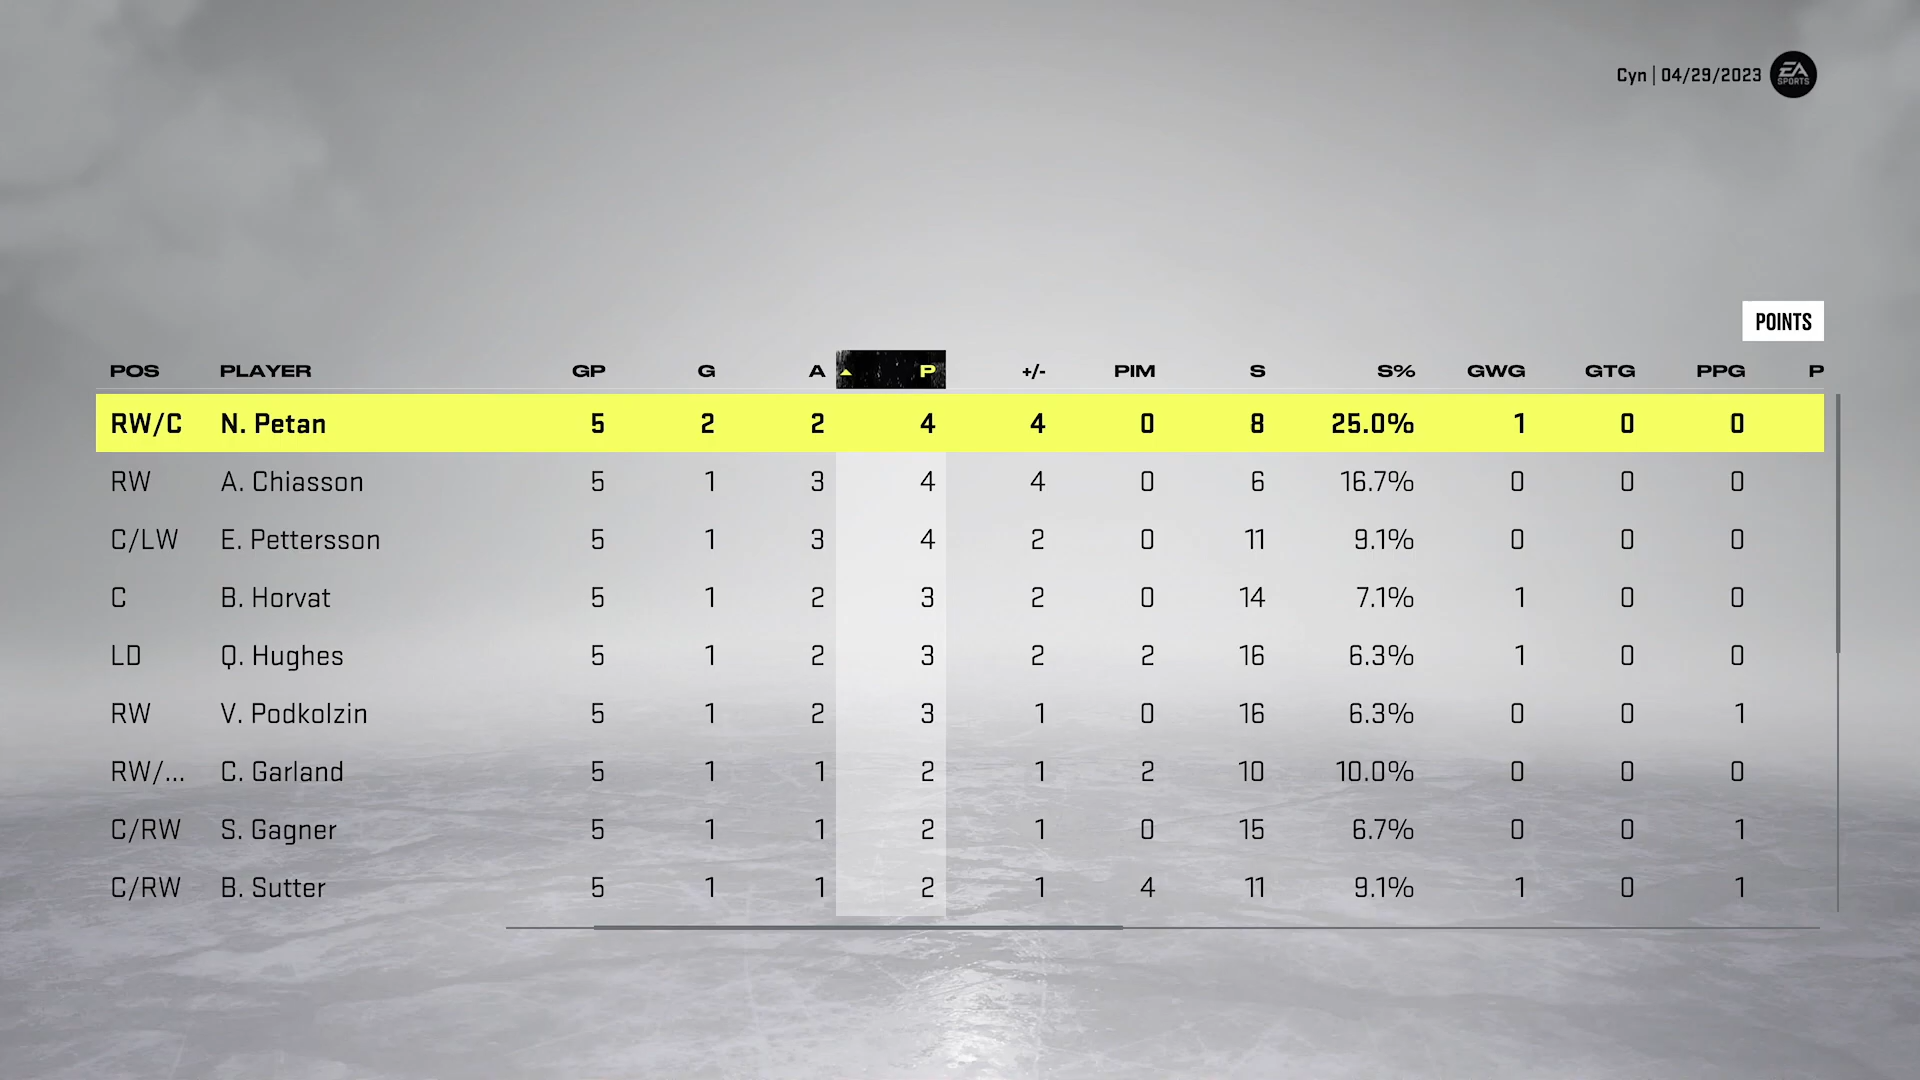 Cyn | 04/29/2023 EA SPORTS
POINTS
POS PLAYER GP G A P +/- PIM S S% GWG GTG PPG P
RW/C N. Petan 5 2 2 4 4 0 8 25.0% 1 0 0
RW A. Chiasson 5 1 3 4 4 0 6 16.7% 0 0 0
C/LW E. Pettersson 5 1 3 4 2 0 11 9.1% 0 0 0
C B. Horvat 5 1 2 3 2 0 14 7.1% 1 0 0
LD Q. Hughes 5 1 2 3 2 2 16 6.3% 1 0 0
RW V. Podkolzin 5 1 2 3 1 0 16 6.3% 0 0 1
RW/... C. Garland 5 1 1 2 1 2 10 10.0% 0 0 0
C/RW S. Gagner 5 1 1 2 1 0 15 6.7% 0 0 1
C/RW B. Sutter 5 1 1 2 1 4 11 9.1% 1 0 1